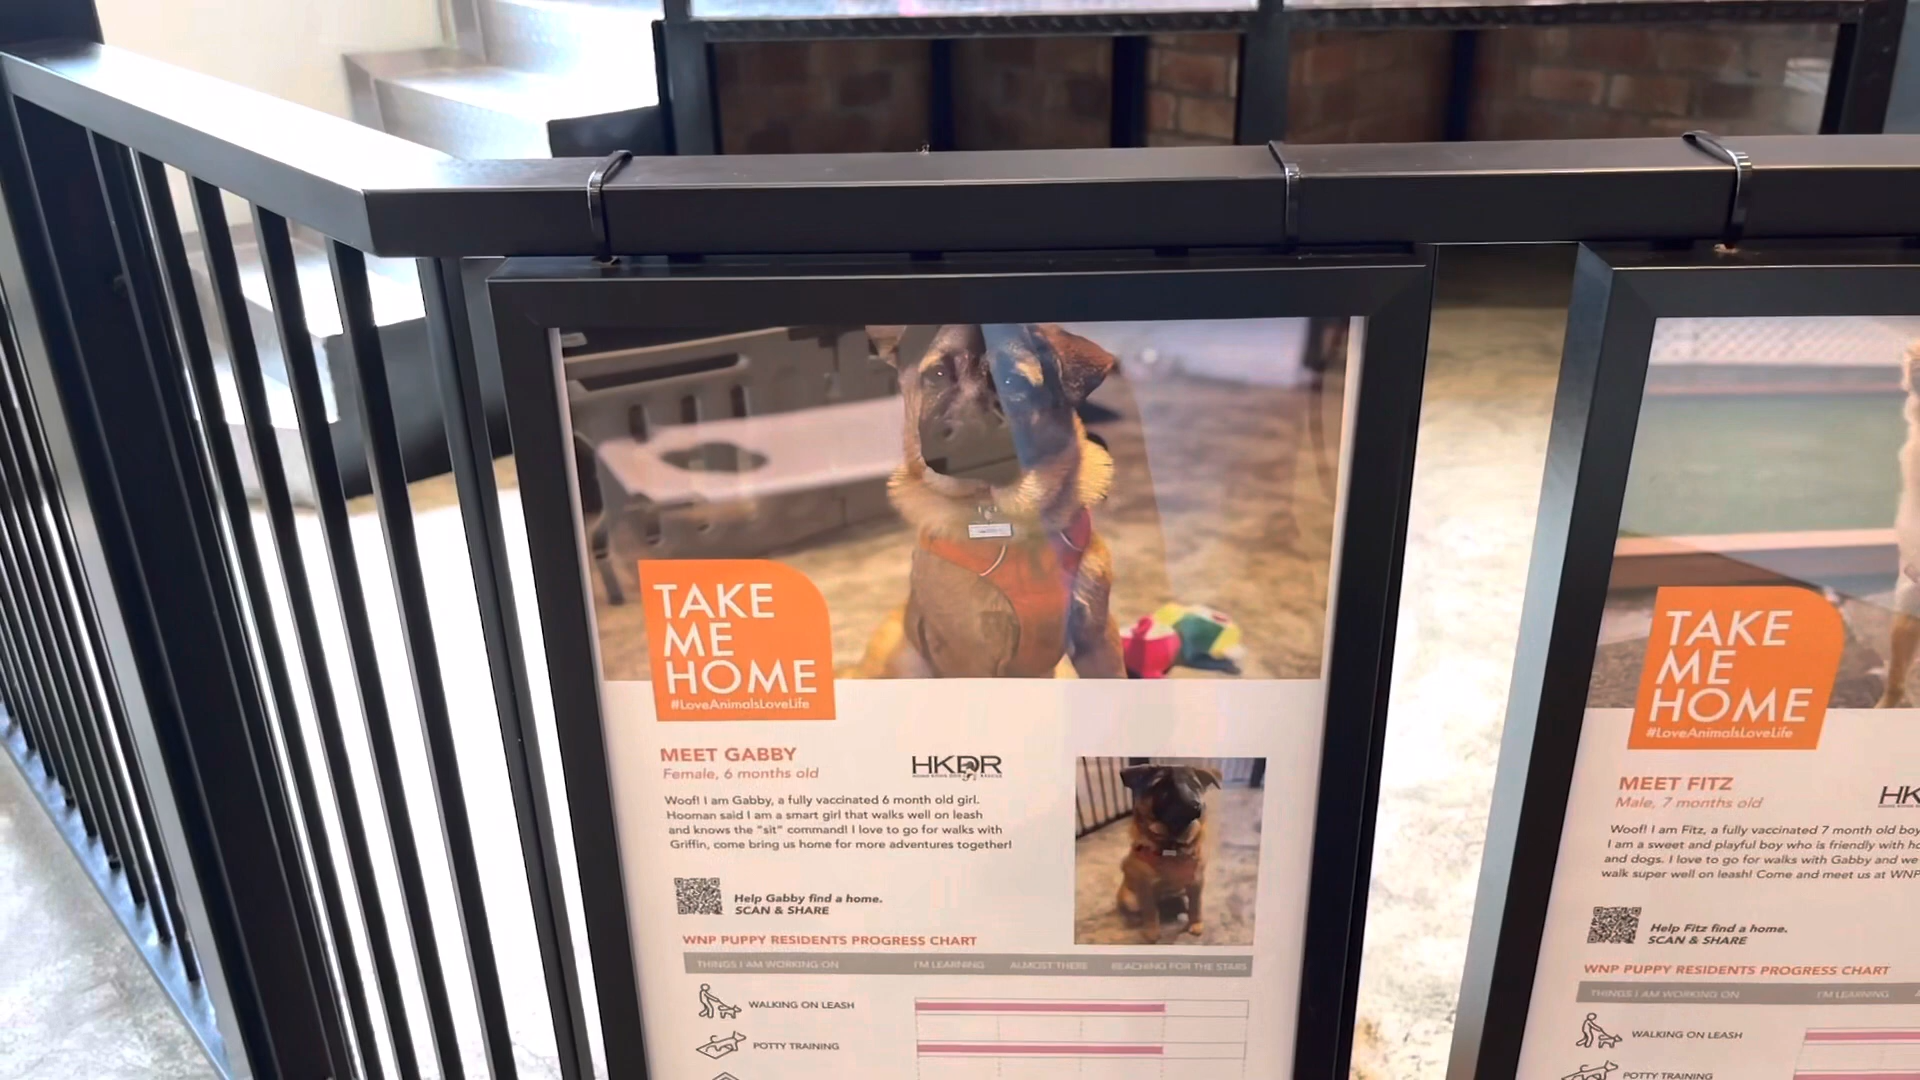 TAKE
ME
HOME
#LoveAnimalsLoveLife
MEET GABBY
Female, 6 months old
HKDR
Woof! I am Gabby, a fully vaccinated 6 month old girl.
Hooman said I am a smart girl that walks well on leash
and knows the "sit" command! I love to go for walks with
Griffin, come bring us home for more adventures together!
Help Gabby find a home.
SCAN & SHARE
WNP PUPPY RESIDENTS PROGRESS CHART
THINGS I AM WORKING ON I'M LEARNING ALMOST THERE REACHING FOR THE STARS
WALKING ON LEASH
POTTY TRAINING
TAKE
ME
HOME
#LoveAnimalsLoveLife
MEET FITZ
Male, 7 months old
Woof! I am Fitz, a fully vaccinated 7 month old boy
I am a sweet and playful boy who is friendly with
and dogs. I love to go for walks with Gabby and we
walk super well on leash! Come and meet us at WNP
Help Fitz find a home.
SCAN & SHARE
WNP PUPPY RESIDENTS PROGRESS CHART
THINGS I AM WORKING ON I'M LEARNING
WALKING ON LEASH
POTTY TRAINING